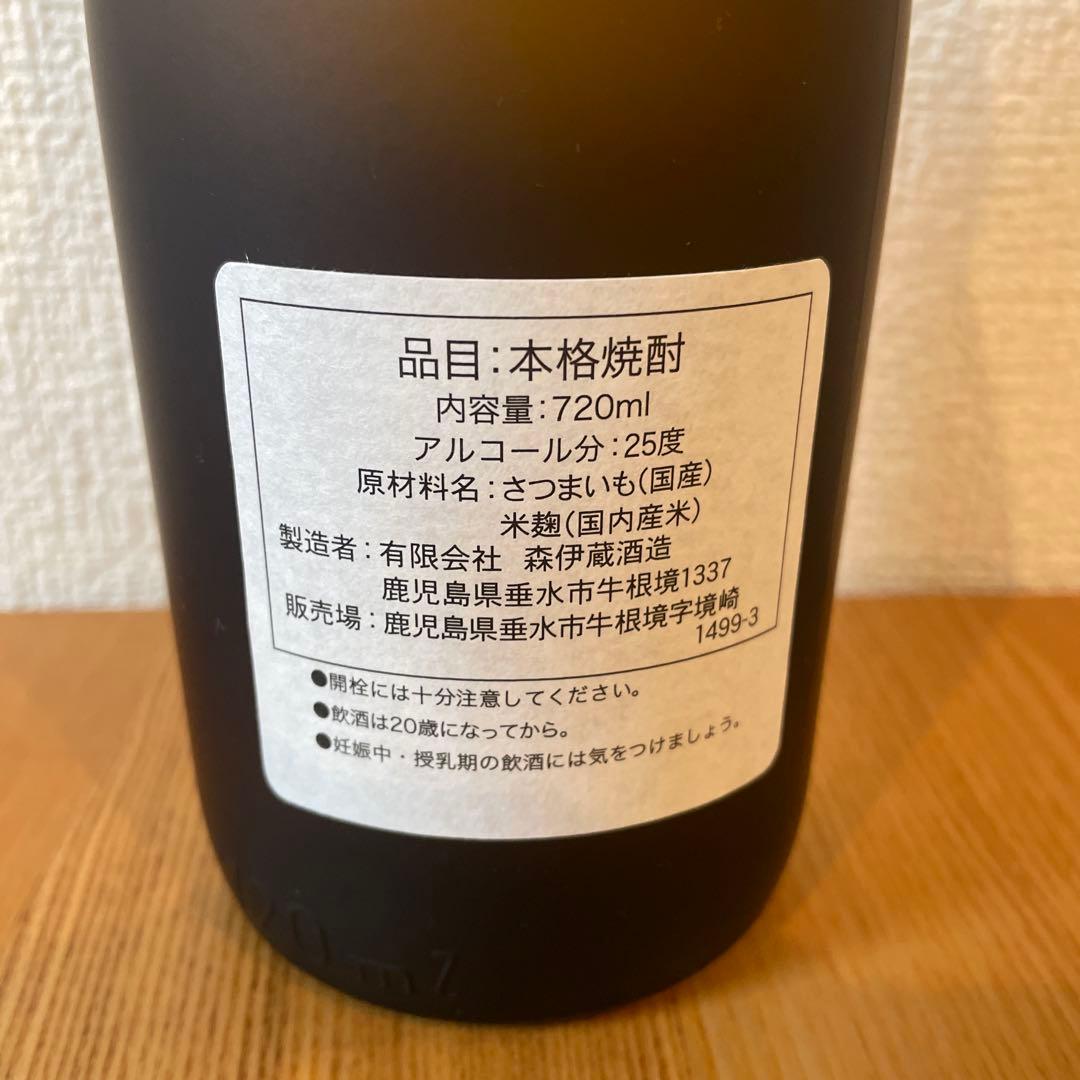 品目：本格焼酎
内容量：720ml
アルコール分：25度
原材料名：さつまいも（国産）
米麹（国内産米）
製造者：有限会社 森伊蔵酒造
鹿児島県垂水市牛根境1337
販売場：鹿児島県垂水市牛根境字境崎
1499-3
●開栓には十分注意してください。
●飲酒は20歳になってから。
●妊娠中・授乳期の飲酒には気をつけましょう。